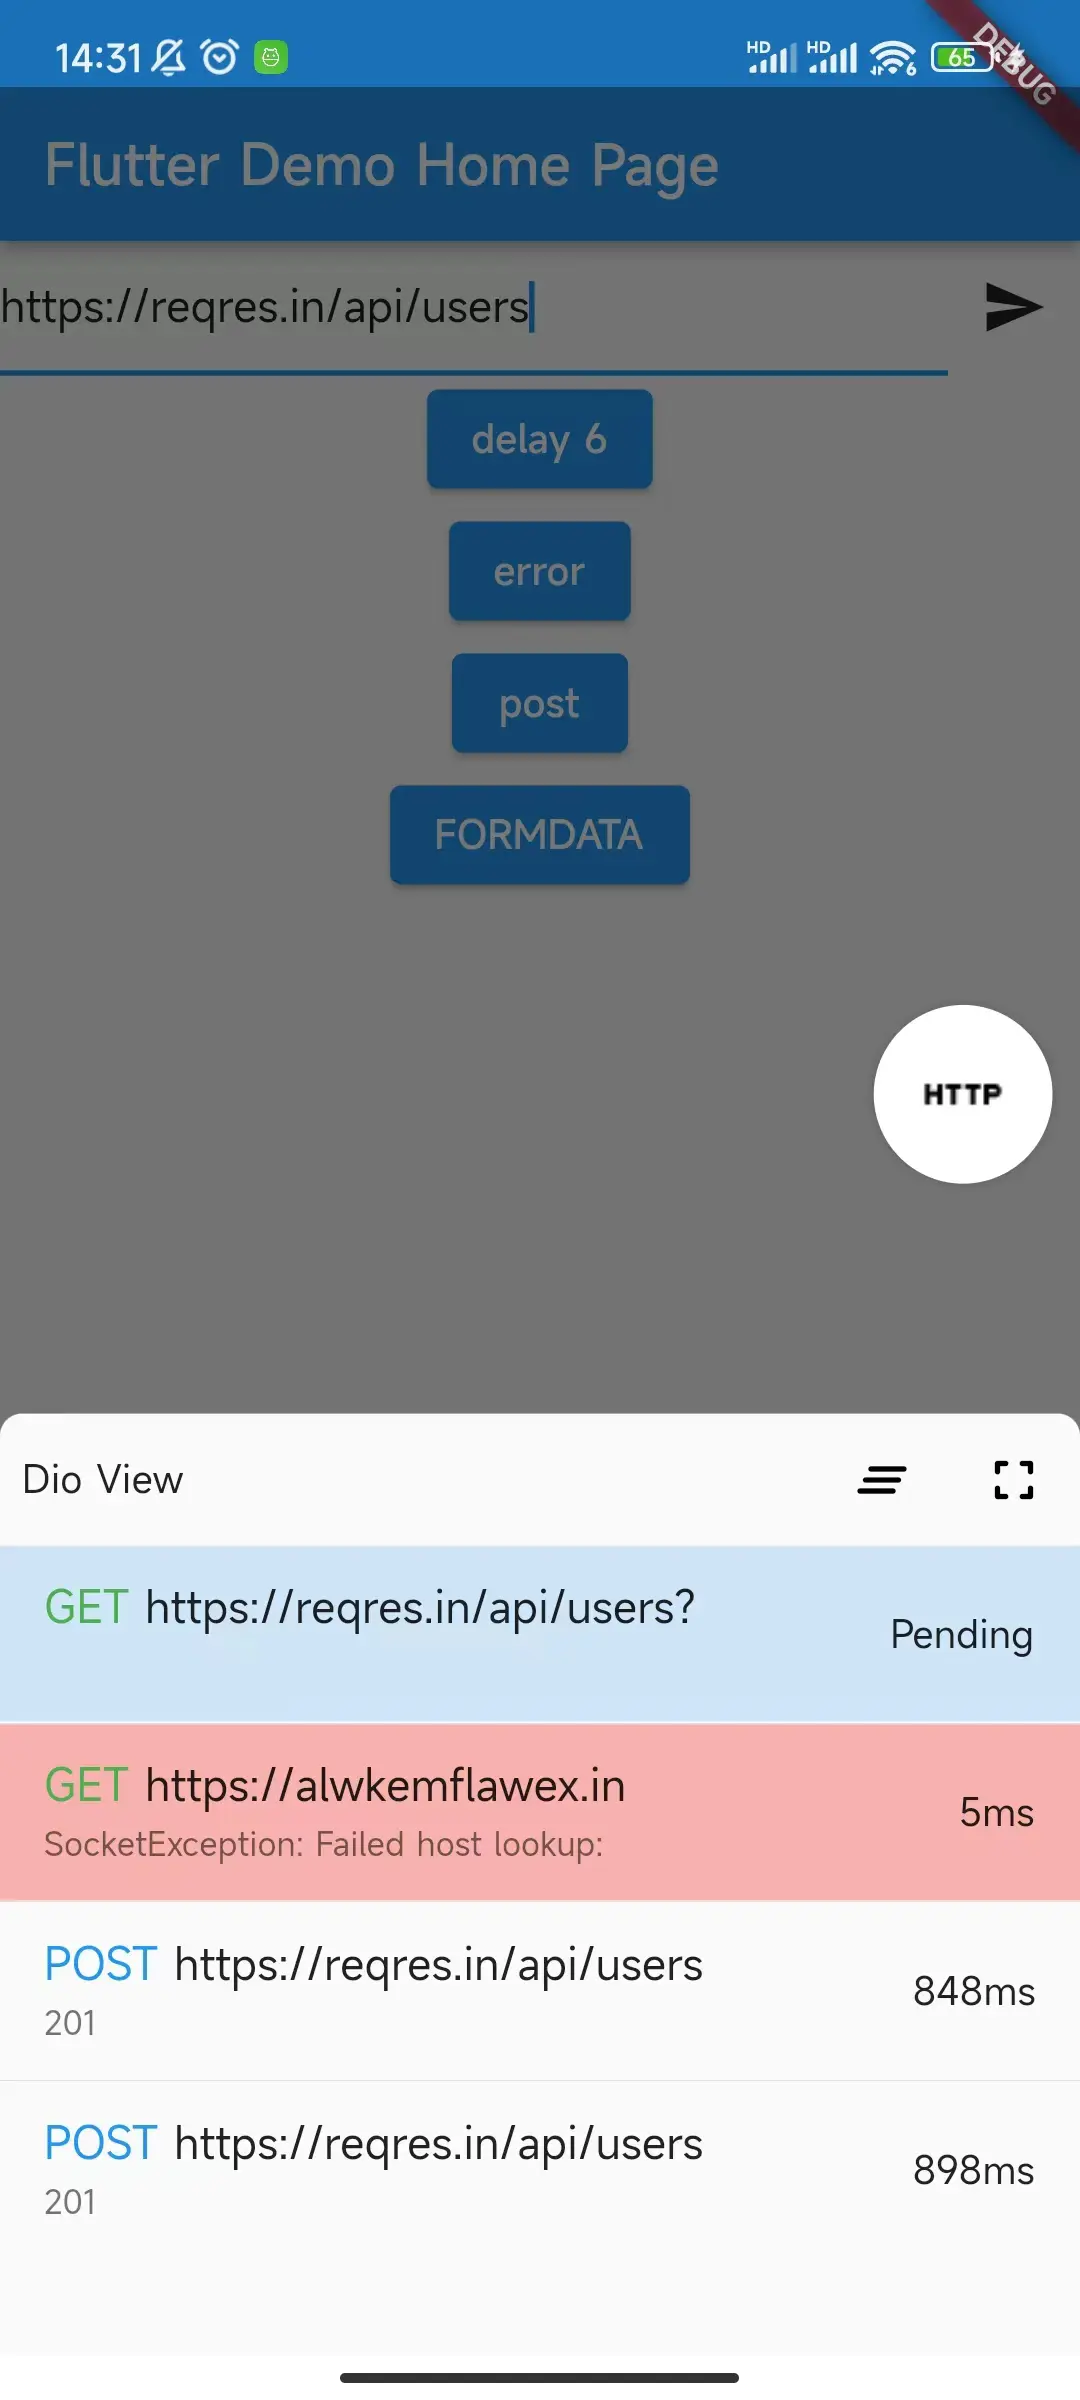 14:31
HD HD 6 65
DEBUG
Flutter Demo Home Page
https://reqres.in/api/users
delay 6
error
post
FORMDATA
HTTP
Dio View
GET https://reqres.in/api/users?
Pending
GET https://alwkemflawex.in
SocketException: Failed host lookup:
5ms
POST https://reqres.in/api/users
201
848ms
POST https://reqres.in/api/users
201
898ms